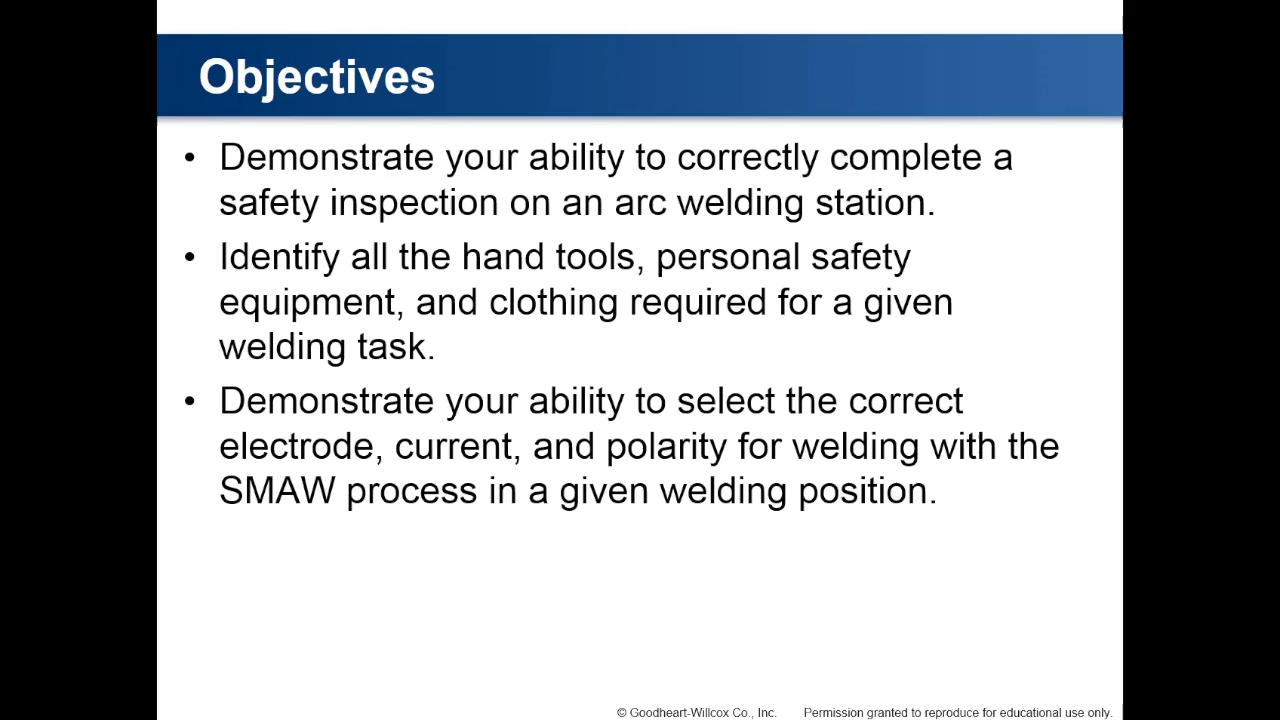 Objectives
• Demonstrate your ability to correctly complete a
safety inspection on an arc welding station.
• Identify all the hand tools, personal safety
equipment, and clothing required for a given
welding task.
• Demonstrate your ability to select the correct
electrode, current, and polarity for welding with the
SMAW process in a given welding position.
© Goodheart-Willcox Co., Inc. Permission granted to reproduce for educational use only.